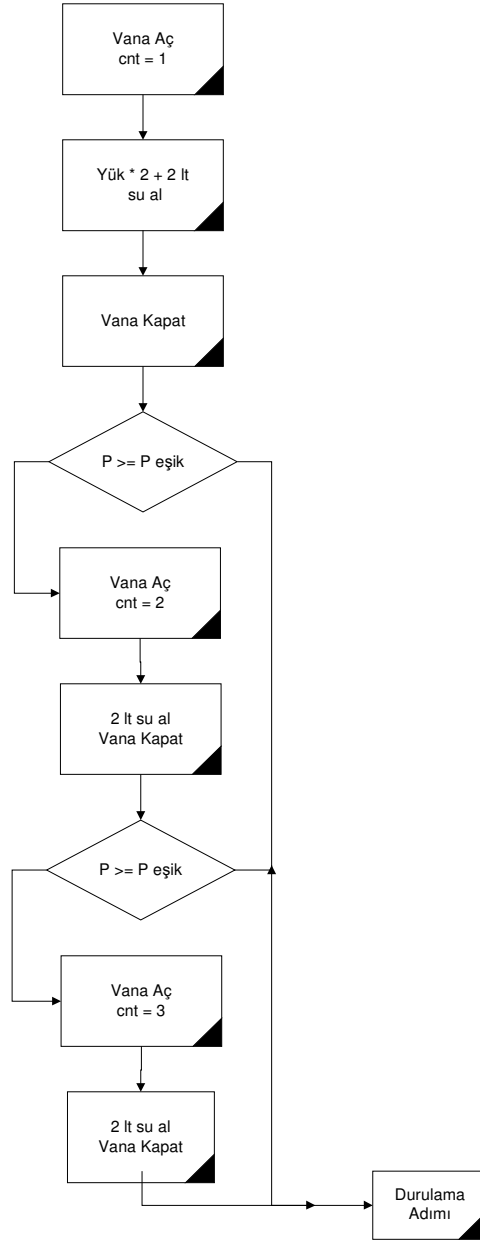 Vana Aç
cnt = 1
Yük * 2 + 2 lt
su al
Vana Kapat
P >= P eşik
Vana Aç
cnt = 2
2 lt su al
Vana Kapat
P >= P eşik
Vana Aç
cnt = 3
2 lt su al
Vana Kapat
Durulama
Adımı